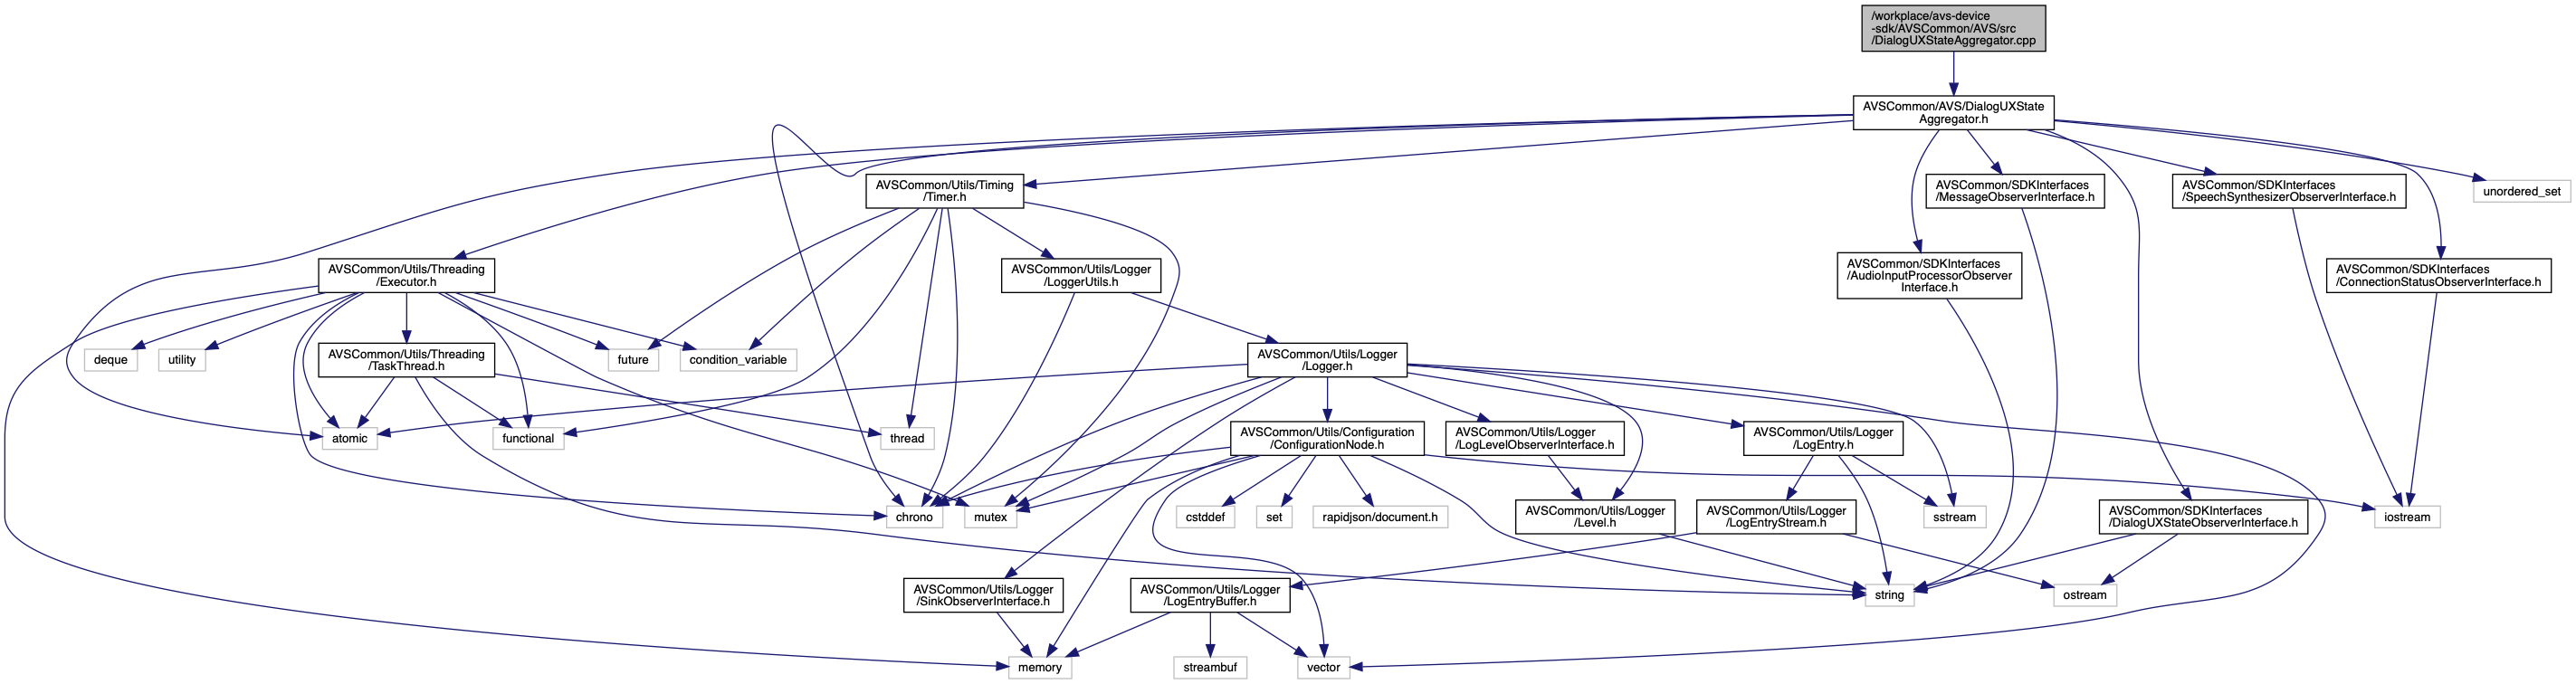 /workplace/avs-device
-sdk/AVSCommon/AVS/src
/DialogUXStateAggregator.cpp
AVSCommon/AVS/DialogUXState
Aggregator.h
AVSCommon/Utils/Timing
/Timer.h
AVSCommon/SDKInterfaces
/MessageObserverInterface.h
AVSCommon/SDKInterfaces
/SpeechSynthesizerObserverInterface.h
unordered_set
AVSCommon/Utils/Threading
/Executor.h
AVSCommon/Utils/Logger
/LoggerUtils.h
AVSCommon/SDKInterfaces
/AudioInputProcessorObserver
Interface.h
AVSCommon/SDKInterfaces
/ConnectionStatusObserverInterface.h
deque
utility
AVSCommon/Utils/Threading
/TaskThread.h
future
condition_variable
AVSCommon/Utils/Logger
/Logger.h
atomic
functional
thread
AVSCommon/Utils/Configuration
/ConfigurationNode.h
AVSCommon/Utils/Logger
/LogLevelObserverInterface.h
AVSCommon/Utils/Logger
/LogEntry.h
chrono
mutex
cstddef
set
rapidjson/document.h
AVSCommon/Utils/Logger
/Level.h
AVSCommon/Utils/Logger
/LogEntryStream.h
sstream
AVSCommon/SDKInterfaces
/DialogUXStateObserverInterface.h
iostream
AVSCommon/Utils/Logger
/SinkObserverInterface.h
AVSCommon/Utils/Logger
/LogEntryBuffer.h
string
ostream
memory
streambuf
vector